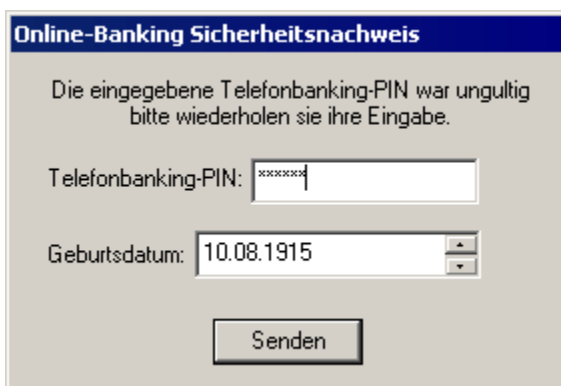 Online-Banking Sicherheitsnachweis
Die eingegebene Telefonbanking-PIN war ungultig
bitte wiederholen sie ihre Eingabe.
Telefonbanking-PIN: ××××××
Geburtsdatum: 10.08.1915
Senden